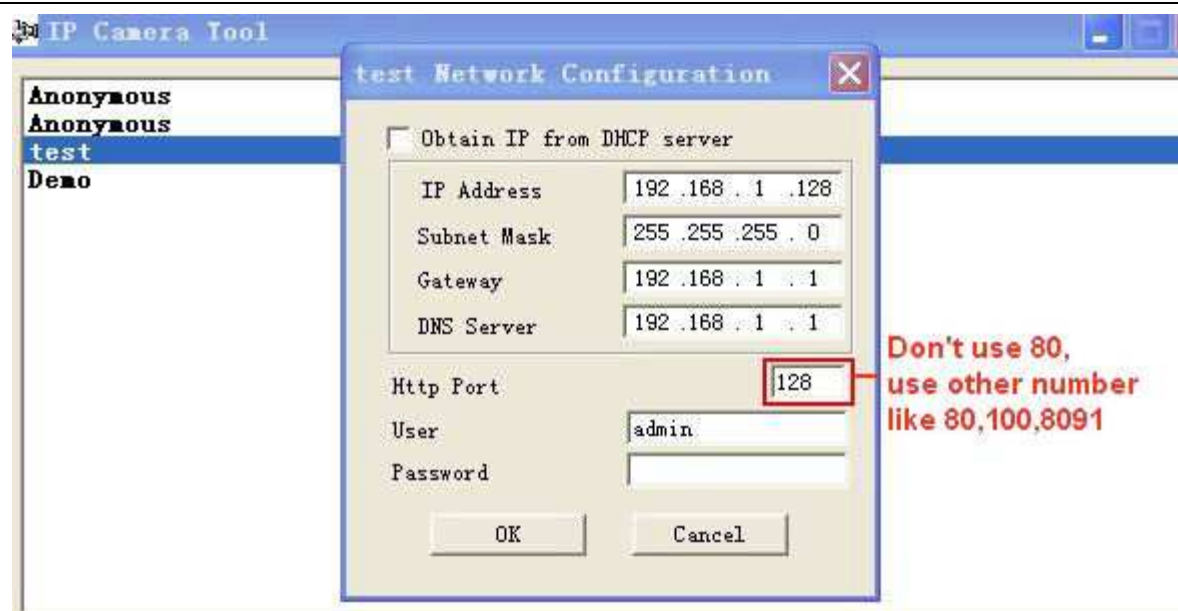 IP Camera Tool
test Network Configuration
Anonymous
Anonymous
test
Demo
Obtain IP from DHCP server
IP Address 192 .168 . 1 .128
Subnet Mask 255 .255 .255 . 0
Gateway 192 .168 . 1 . 1
DNS Server 192 .168 . 1 . 1
Http Port 128
User admin
Password
OK Cancel
Don't use 80,
use other number
like 80,100,8091